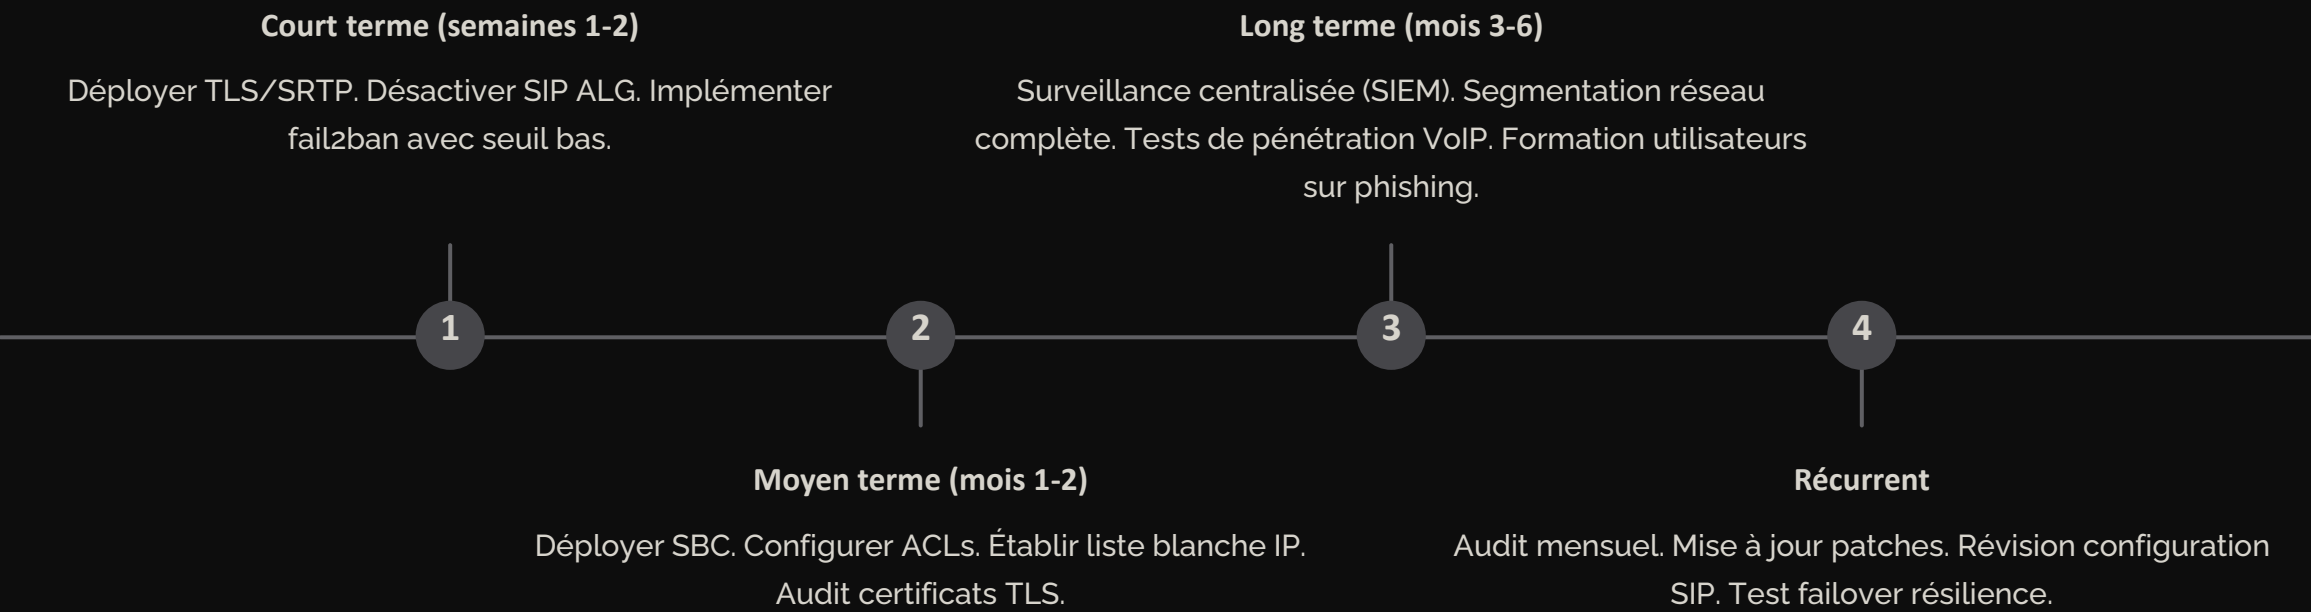 Court terme (semaines 1-2)
Déployer TLS/SRTP. Désactiver SIP ALG. Implémenter
fail2ban avec seuil bas.
Long terme (mois 3-6)
Surveillance centralisée (SIEM). Segmentation réseau
complète. Tests de pénétration VoIP. Formation utilisateurs
sur phishing.
1
2
3
4
Moyen terme (mois 1-2)
Déployer SBC. Configurer ACLs. Établir liste blanche IP.
Audit certificats TLS.
Récurrent
Audit mensuel. Mise à jour patches. Révision configuration
SIP. Test failover résilience.